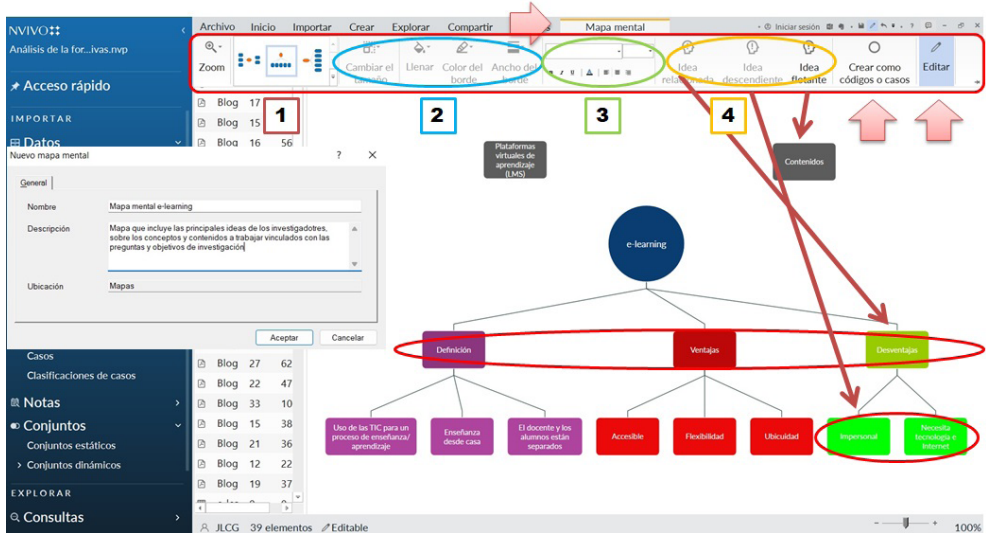 NVIVO
Análisis de la for...ivas.nvp
Acceso rápido
IMPORTAR
Datos
Archivo Inicio Importar Crear Explorar Compartir Mapa mental
Iniciar sesión
Zoom
Cambiar el
tamaño
Llenar
Color del
borde
Ancho del
borde
Idea
relacionada
Idea
descendiente
Idea
flotante
Crear como
códigos o casos
Editar
1
2
3
4
Blog 17
Blog 15
Blog 16 56
Nuevo mapa mental
? ×
General
Nombre
Mapa mental e-learning
Descripción
Mapa que incluye las principales ideas de los investigadotres,
sobre los conceptos y contenidos a trabajar vinculados con las
preguntas y objetivos de investigación
Ubicación
Mapas
Aceptar Cancelar
Casos
Clasificaciones de casos
Notas
Conjuntos
Conjuntos estáticos
Conjuntos dinámicos
EXPLORAR
Consultas
Blog 27 62
Blog 22 47
Blog 33 10
Blog 15 38
Blog 21 36
Blog 12 22
Blog 19 37
Plataformas
virtuales de
aprendizaje
(LMS)
Contenidos
e-learning
Definición
Ventajas
Desventajas
Uso de las TIC para un
proceso de enseñanza/
aprendizaje
Enseñanza
desde casa
El docente y los
alumnos están
separados
Accesible
Flexibilidad
Ubicuidad
Impersonal
Necesita
tecnología e
Internet
JLCG 39 elementos Editable
100%